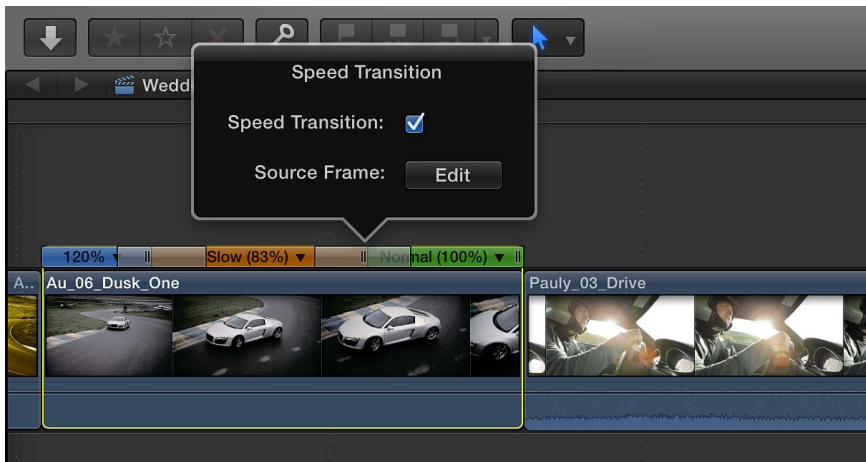 Speed Transition
Wedd
Speed Transition:
Source Frame: Edit
120% Slow (83%) Normal (100%)
A.. Au_06_Dusk_One Pauly_03_Drive